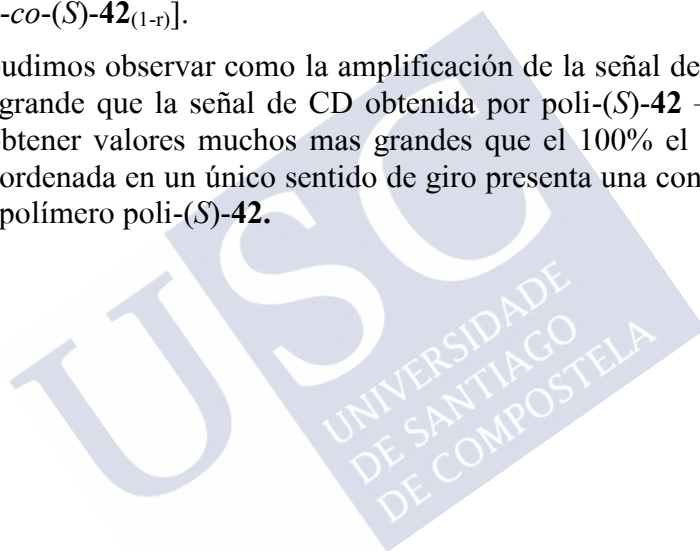 -co-(S)-42(1-r)].
udimos observar como la amplificación de la señal de
grande que la señal de CD obtenida por poli-(S)-42 -
btener valores muchos mas grandes que el 100% el
ordenada en un único sentido de giro presenta una con
polímero poli-(S)-42.
USC
UNIVERSIDADE
DE SANTIAGO
DE COMPOSTELA